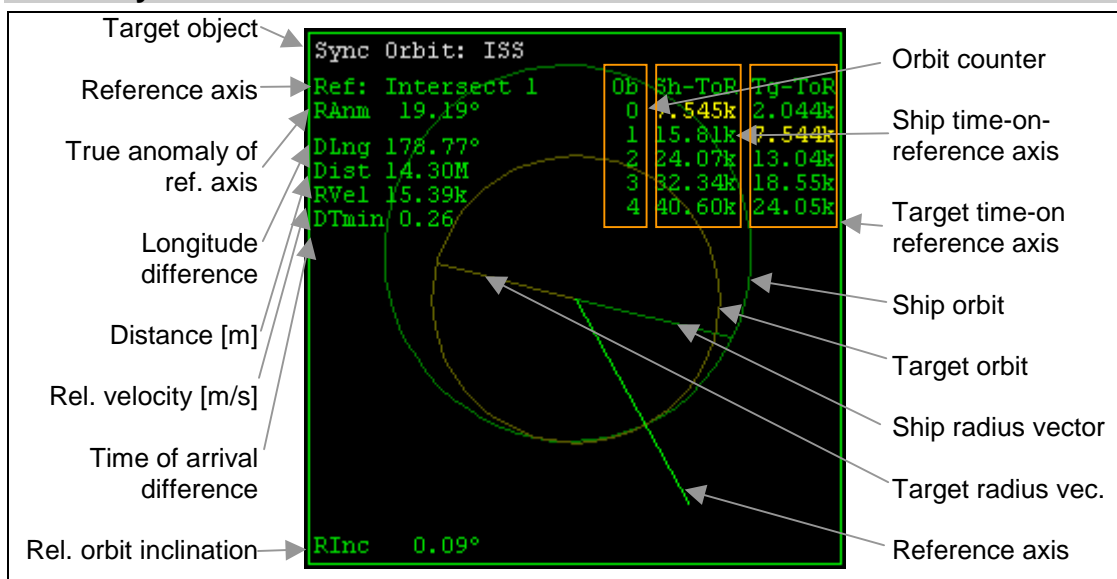 Target object
Reference axis
True anomaly of
ref. axis
Longitude
difference
Distance [m]
Rel. velocity [m/s]
Time of arrival
difference
Rel. orbit inclination
Sync Orbit: ISS
Ref: Intersect 1
RAnm 19.19°
DLng 178.77°
Dist 14.30M
RVel 15.39k
DTmin 0.26
Ob Sh-ToR Tg-ToR
0 7.545k 2.044k
1 15.81k 7.544k
2 24.07k 13.04k
3 32.34k 18.55k
4 40.60k 24.05k
RInc 0.09°
Orbit counter
Ship time-on-
reference axis
Target time-on
reference axis
Ship orbit
Target orbit
Ship radius vector
Target radius vec.
Reference axis